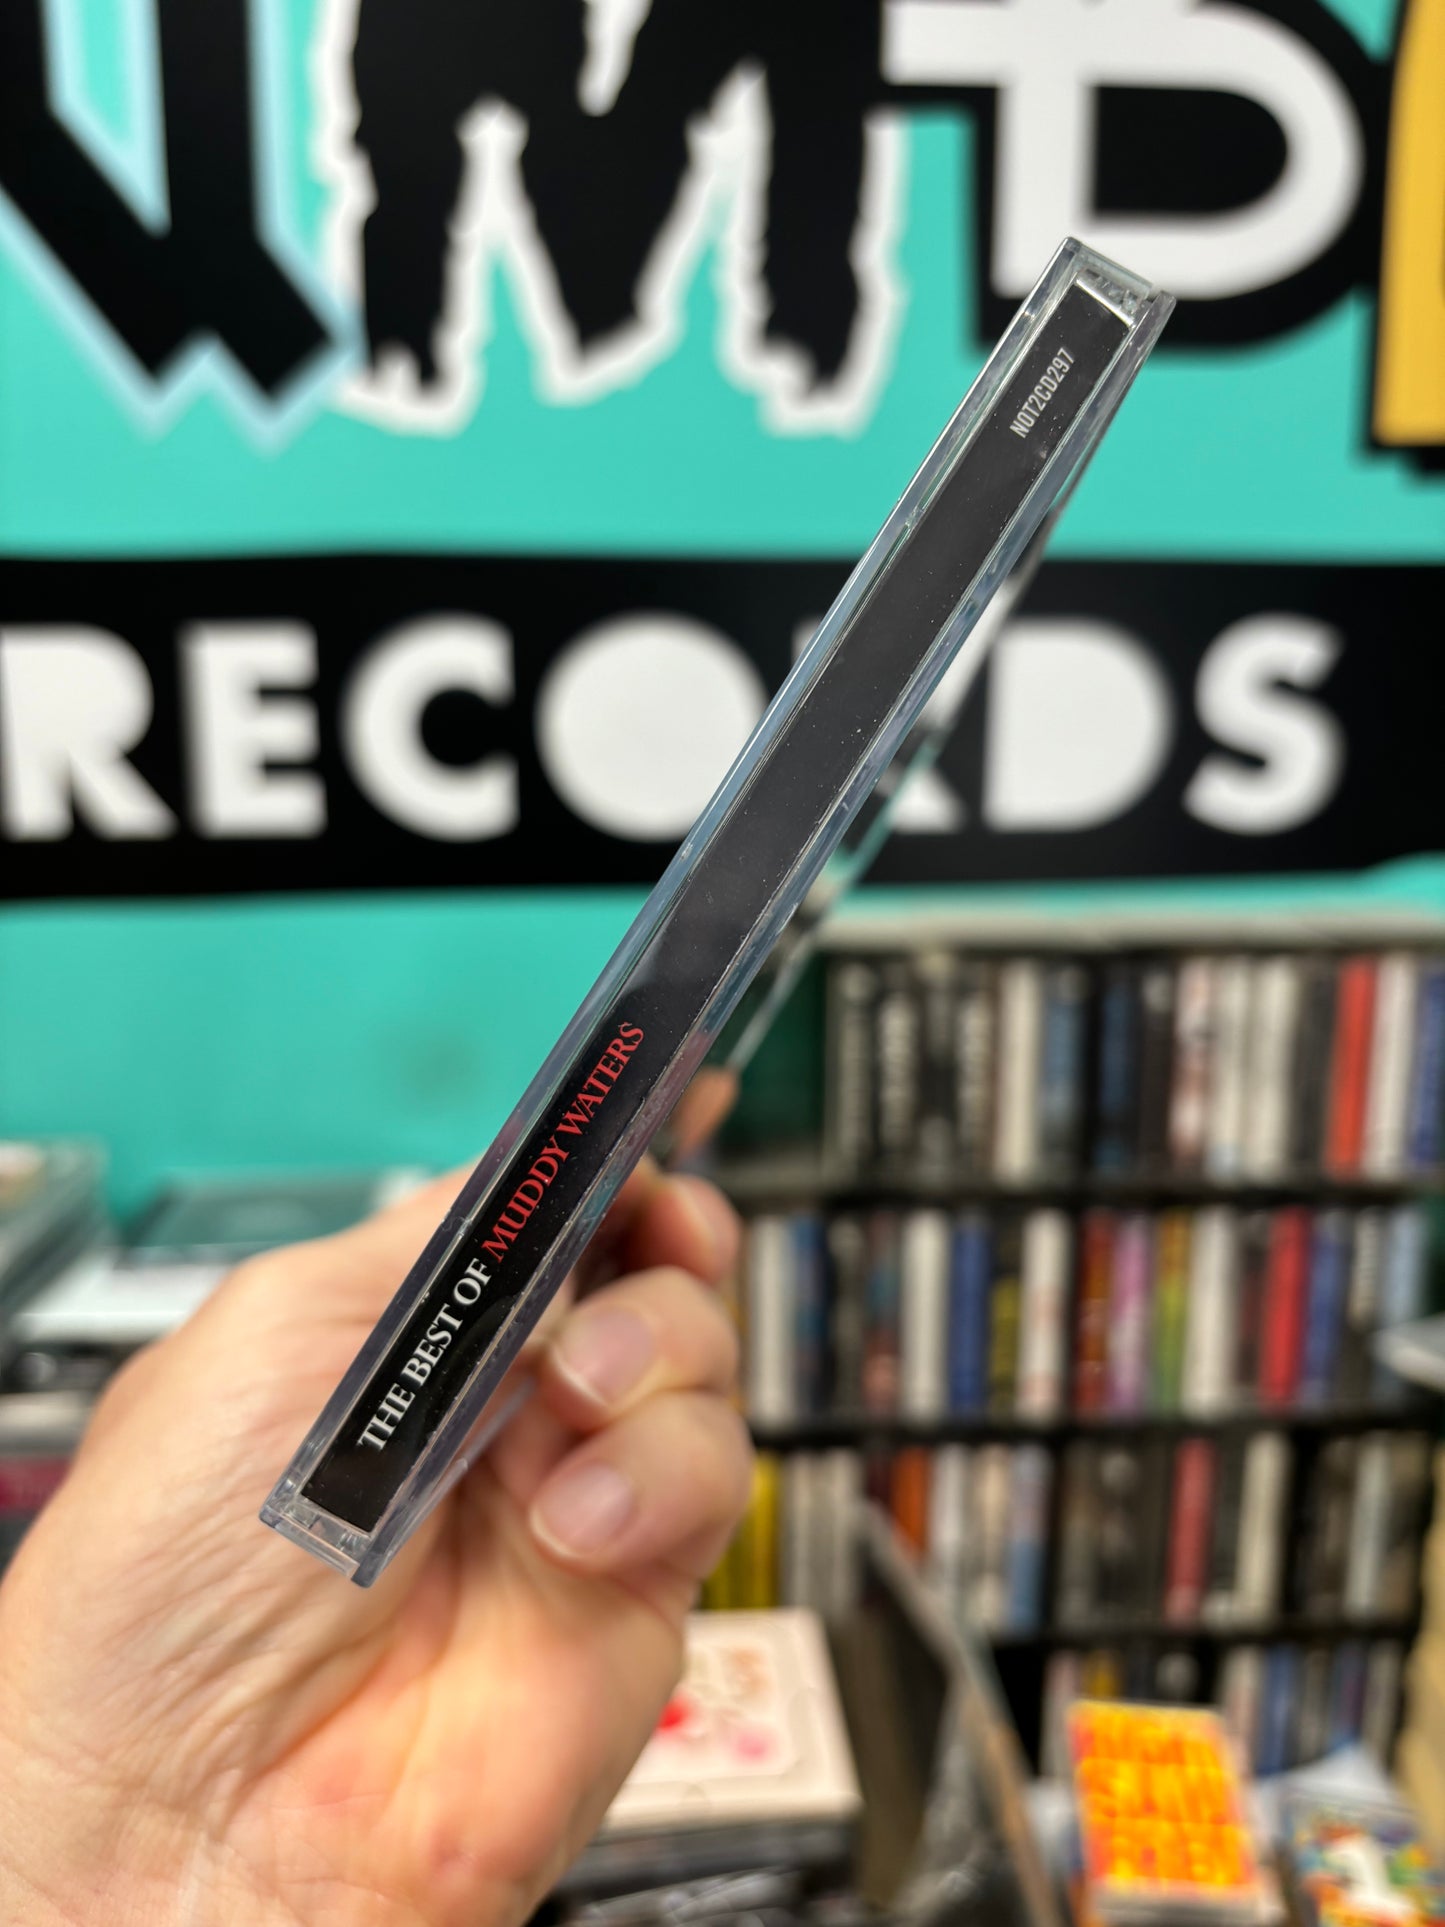 RECORDS
NOT2CD297
THE BEST OF MUDDY WATERS